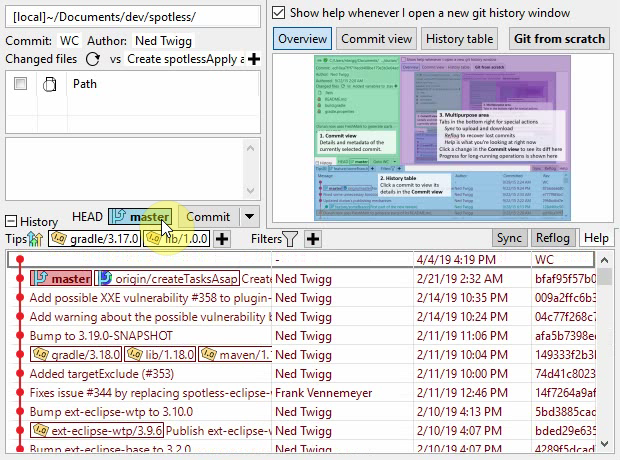 [local]~/Documents/dev/spotless/
Commit: WC Author: Ned Twigg
Changed files vs Create spotlessApply a
Path
History HEAD master Commit
Show help whenever I open a new git history window
Overview Commit view History table Git from scratch
1. Commit view
Details and metadata of the
currently selected commit.
3. Multipurpose area
Tabs in the bottom right for special actions
Sync to upload and download
Reflog to recover lost commits
Help is what you're looking at right now
Click a change in the Commit view to see its diff here
Progress for long-running operations is shown here
2. History table
Click a commit to view its
details in the Commit view.
Tips gradle/3.17.0 lib/1.0.0 Filters Sync Reflog Help
- 4/4/19 4:19 PM WC
master origin/createTasksAsap Create Ned Twigg 2/21/19 2:32 AM bfaf95f57b0
Add possible XXE vulnerability #358 to plugin- Ned Twigg 2/14/19 10:35 PM 009a2ffc6b3
Add warning about the possible vulnerability b Ned Twigg 2/14/19 10:24 PM 04c77f268c7
Bump to 3.19.0-SNAPSHOT Ned Twigg 2/11/19 11:06 PM afa5b7398ee
gradle/3.18.0 lib/1.18.0 maven/1. Ned Twigg 2/11/19 10:04 PM 149333f2b3
Added targetExclude (#353) Ned Twigg 2/11/19 10:00 PM 74d41c8023
Fixes issue #344 by replacing spotless-eclipse- Frank Vennemeyer 2/11/19 12:46 PM 14f7264a9af
Bump ext-eclipse-wtp to 3.10.0 Ned Twigg 2/10/19 4:13 PM 5bd3885cad
ext-eclipse-wtp/3.9.6 Publish ext-eclipse-w Ned Twigg 2/10/19 4:07 PM bded29e635
Bump ext-eclipse-base to 3.2.0 Ned Twigg 2/10/19 4:07 PM 4289f5dcad